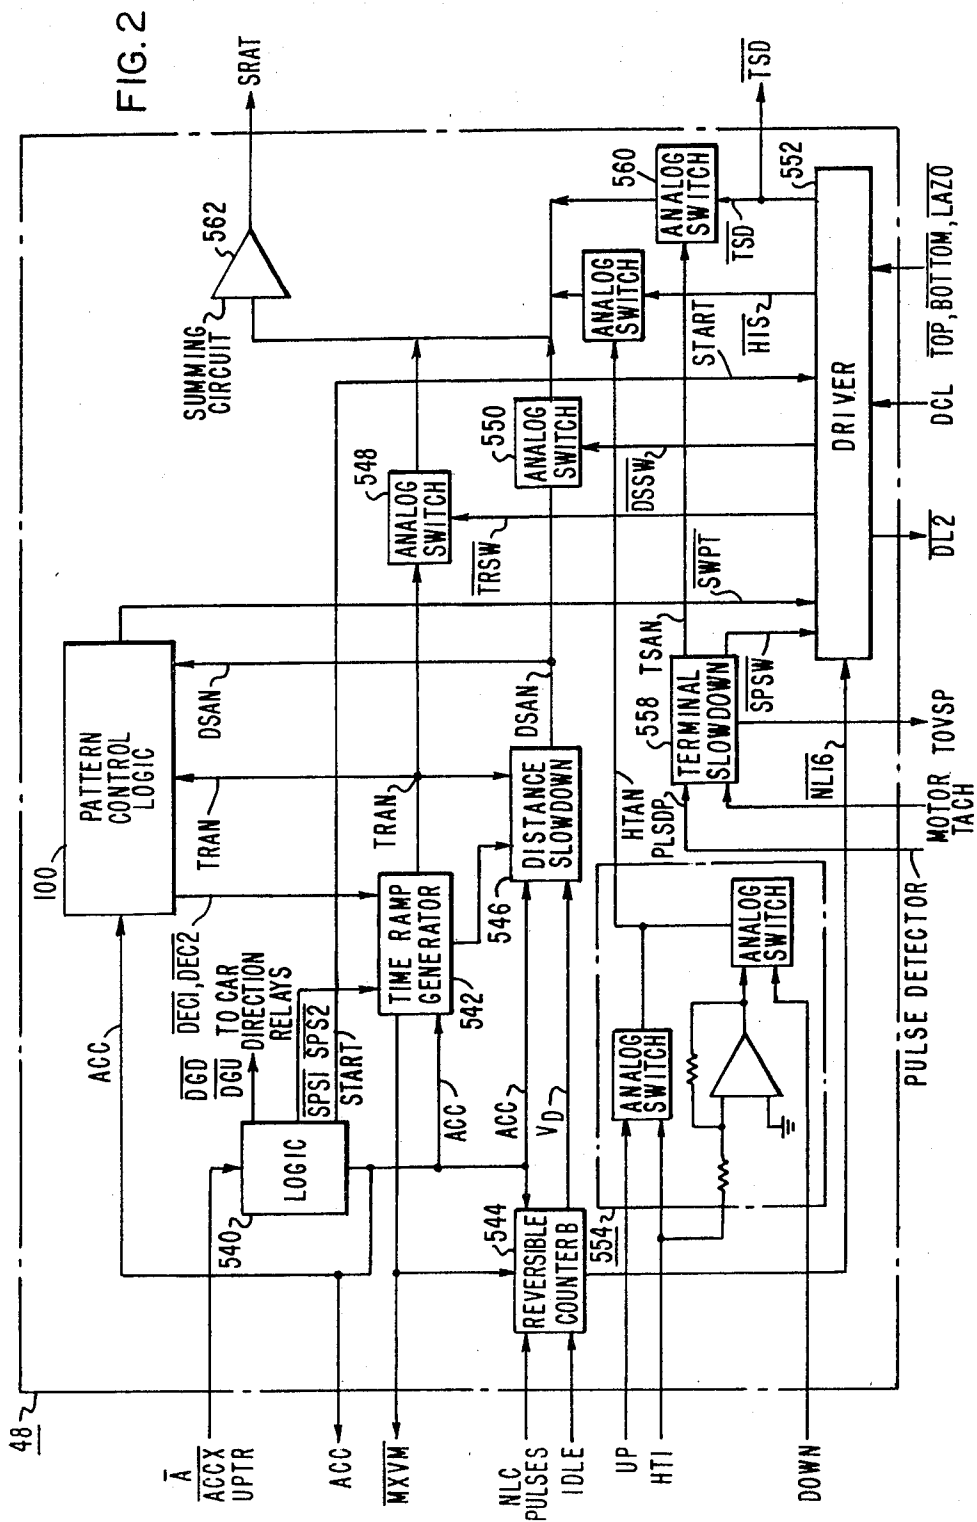 FIG. 2
48
SRAT
562
SUMMING
CIRCUIT
TSD
560
ANALOG
SWITCH
TSD
552
ANALOG
SWITCH
HIS
START
550
ANALOG
SWITCH
DSSW
548
ANALOG
SWITCH
TRSW
SWPT
DRIVER
TOP, BOTTOM, LAZO
DCL
DL2
100
PATTERN
CONTROL
LOGIC
DSAN
TRAN
DSAN
TRAN
TSAN
558
TERMINAL
SLOWDOWN
SPSW
TOVSP
MOTOR
TACH
NL16
PLSDP
HTAN
PULSE DETECTOR
546
DISTANCE
SLOWDOWN
TIME RAMP
GENERATOR
542
DEC1, DEC2
ACC
DGD
DGU
TO CAR
DIRECTION
RELAYS
SPS1 SPS2
START
LOGIC
540
ACC
ACC
VD
544
REVERSIBLE
COUNTERB
554
ANALOG
SWITCH
ANALOG
SWITCH
A
ACCX
UPTR
ACC
MXVM
NLC
PULSES
IDLE
UP
HTI
DOWN